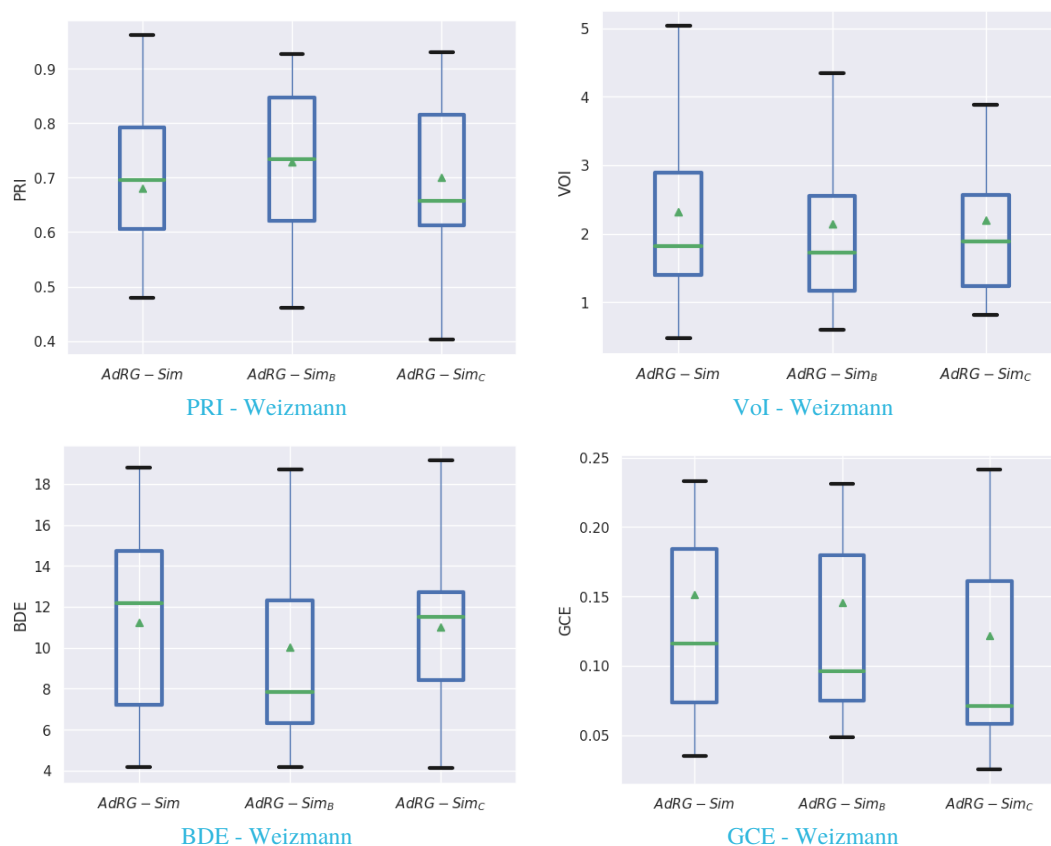 PRI
0.9
0.8
0.7
0.6
0.5
0.4
AdRG − Sim AdRG − Sim_B AdRG − Sim_C
PRI - Weizmann
VOI
5
4
3
2
1
AdRG − Sim AdRG − Sim_B AdRG − Sim_C
VoI - Weizmann
BDE
18
16
14
12
10
8
6
4
AdRG − Sim AdRG − Sim_B AdRG − Sim_C
BDE - Weizmann
GCE
0.25
0.20
0.15
0.10
0.05
AdRG − Sim AdRG − Sim_B AdRG − Sim_C
GCE - Weizmann